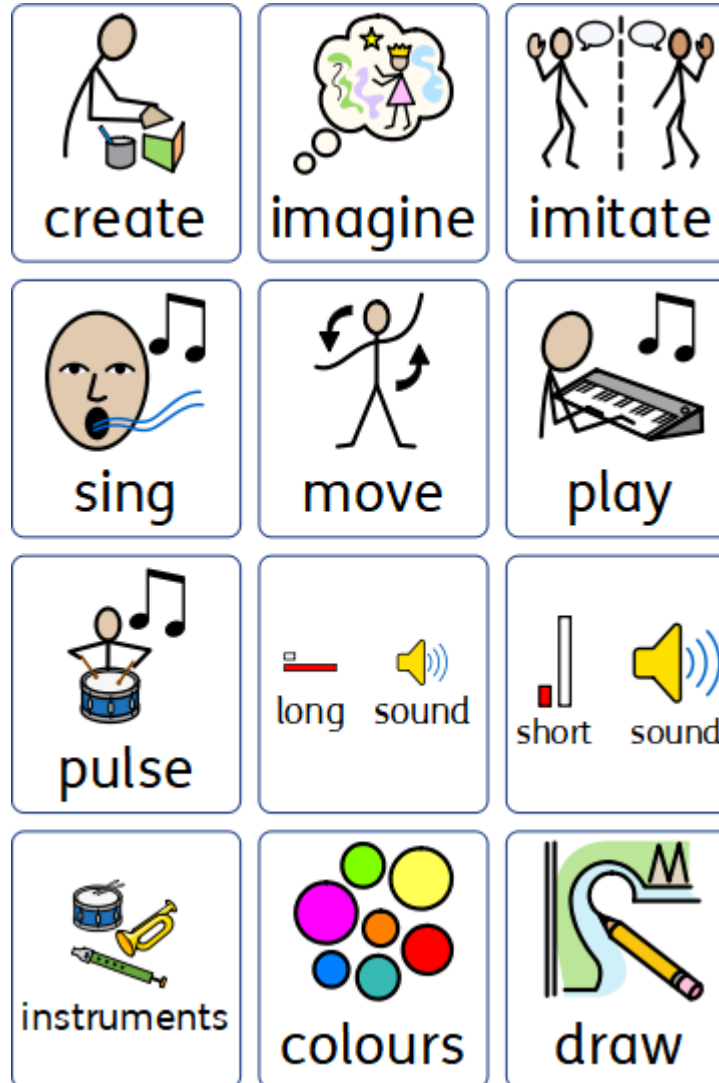 create
imagine
imitate
sing
move
play
pulse
long sound
short sound
instruments
colours
draw